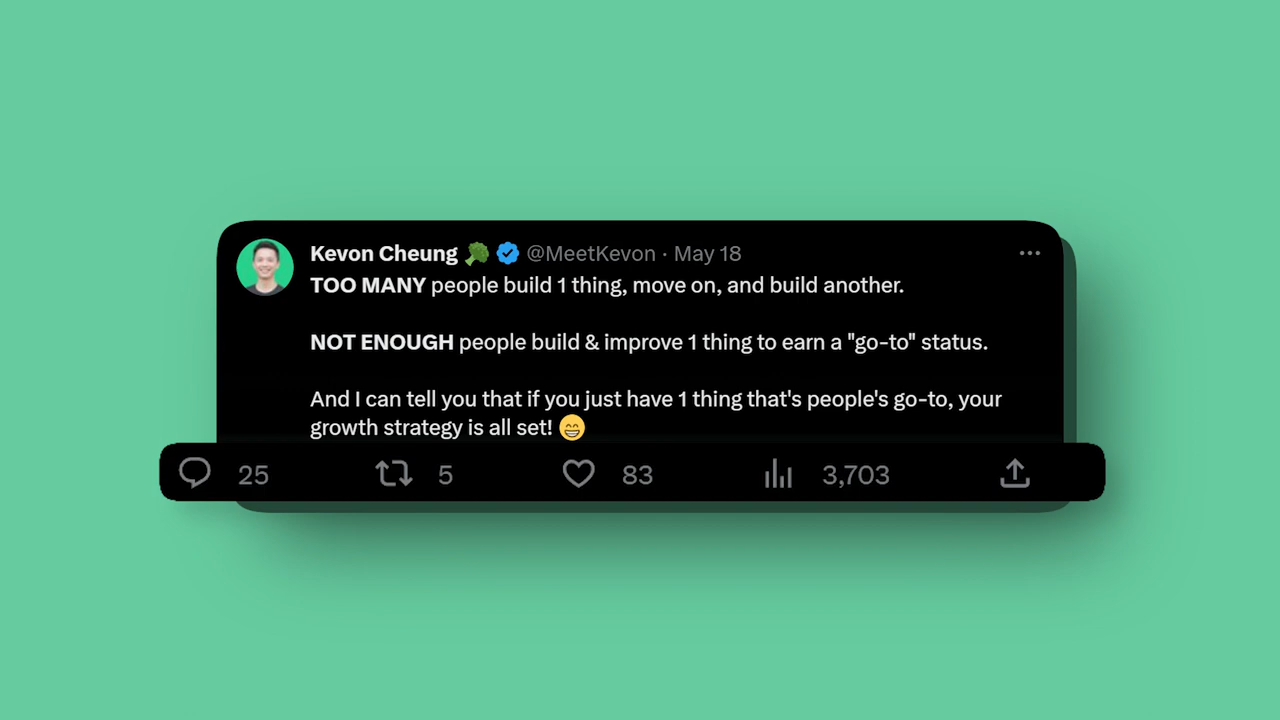 Kevon Cheung 🥦 @MeetKevon · May 18
TOO MANY people build 1 thing, move on, and build another.
NOT ENOUGH people build & improve 1 thing to earn a "go-to" status.
And I can tell you that if you just have 1 thing that's people's go-to, your
growth strategy is all set! 😁
25 5 83 3,703